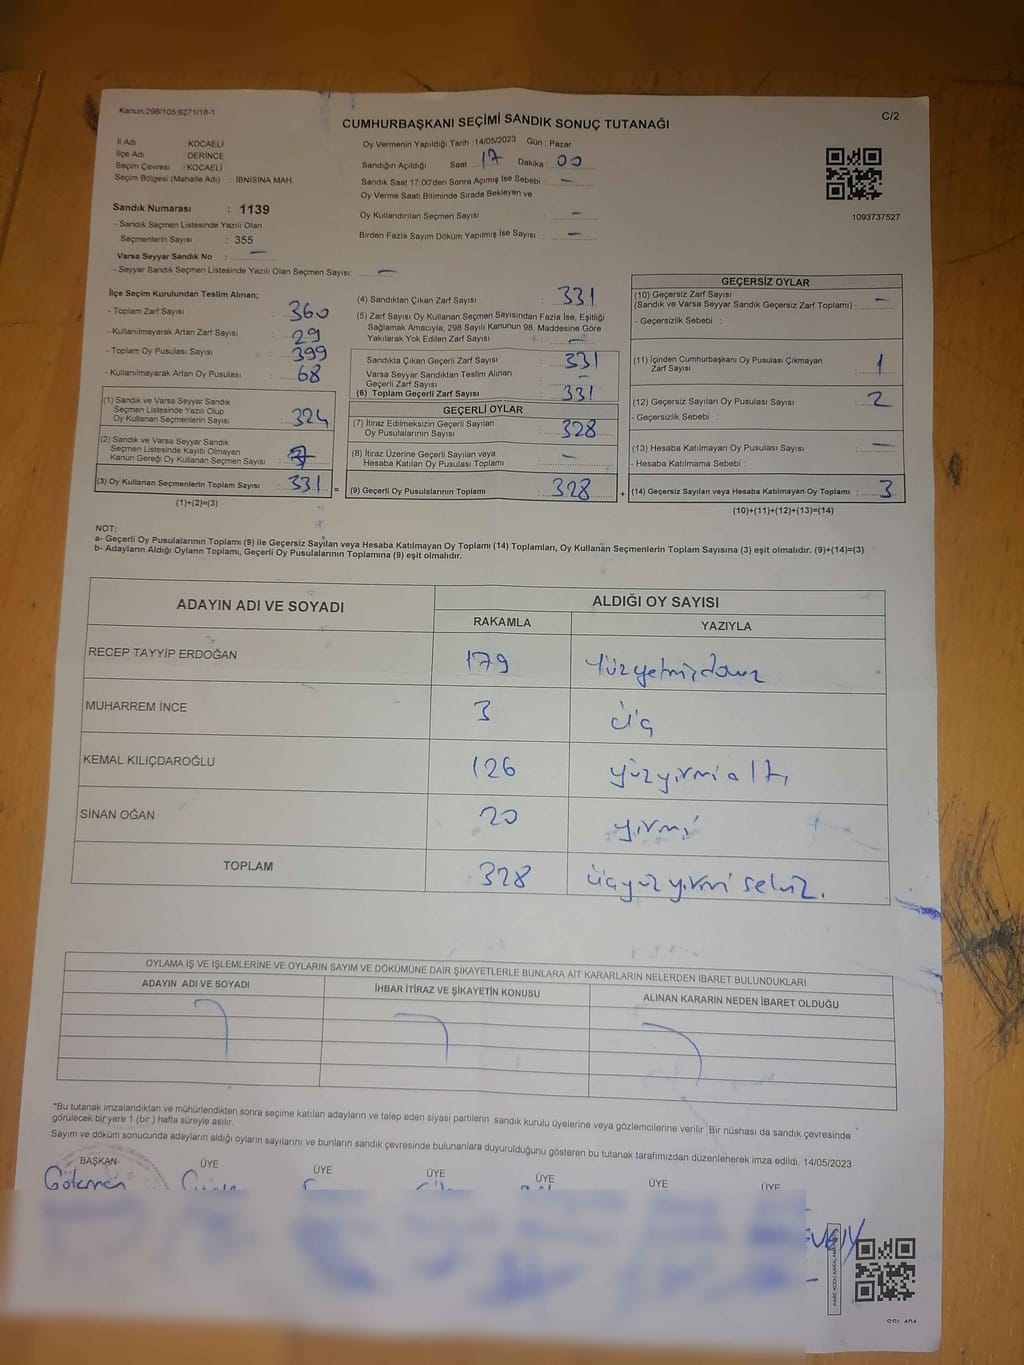 Kanun:298/105;6271/18-1
C/2
CUMHURBAŞKANI SEÇİMİ SANDIK SONUÇ TUTANAĞI
İl Adı : KOCAELİ
İlçe Adı : DERİNCE
Seçim Çevresi : KOCAELİ
Seçim Bölgesi (Mahalle Adı) : İBNİSİNA MAH.
Sandık Numarası : 1139
- Sandık Seçmen Listesinde Yazılı Olan
Seçmenlerin Sayısı : 355
Varsa Seyyar Sandık No : —
- Seyyar Sandık Seçmen Listesinde Yazılı Olan Seçmen Sayısı: —
Oy Vermenin Yapıldığı Tarih :14/05/2023 Gün : Pazar
Sandığın Açıldığı Saat : 17 Dakika : 00
Sandık Saat 17:00'den Sonra Açımış İse Sebebi : —
Oy Verme Saati Bitiminde Sırada Bekleyen ve
Oy Kullandırılan Seçmen Sayısı : —
Birden Fazla Sayım Döküm Yapılmış İse Sayısı : —
1093737527
İlçe Seçim Kurulundan Teslim Alınan;
- Toplam Zarf Sayısı : 360
- Kullanılmayarak Artan Zarf Sayısı : 29
- Toplam Oy Pusulası Sayısı : 399
- Kullanılmayarak Artan Oy Pusulası : 68
(1) Sandık ve Varsa Seyyar Sandık
Seçmen Listesinde Yazılı Olup
Oy Kullanan Seçmenlerin Sayısı : 324
(2) Sandık ve Varsa Seyyar Sandık
Seçmen Listesinde Kayıtlı Olmayan
Kanun Gereği Oy Kullanan Seçmen Sayısı : 7
(3) Oy Kullanan Seçmenlerin Toplam Sayısı : 331
(1)+(2)=(3)
(4) Sandıktan Çıkan Zarf Sayısı : 331
(5) Zarf Sayısı Oy Kullanan Seçmen Sayısından Fazla İse, Eşitliği
Sağlamak Amacıyla; 298 Sayılı Kanunun 98. Maddesine Göre
Yakılarak Yok Edilen Zarf Sayısı : —
Sandıkta Çıkan Geçerli Zarf Sayısı : 331
Varsa Seyyar Sandıktan Teslim Alınan
Geçerli Zarf Sayısı : —
(6) Toplam Geçerli Zarf Sayısı : 331
GEÇERLİ OYLAR
(7) İtiraz Edilmeksizin Geçerli Sayılan
Oy Pusulalarının Sayısı : 328
(8) İtiraz Üzerine Geçerli Sayılan veya
Hesaba Katılan Oy Pusulası Toplamı : —
= (9) Geçerli Oy Pusulalarının Toplamı : 328 +
GEÇERSİZ OYLAR
(10) Geçersiz Zarf Sayısı
(Sandık ve Varsa Seyyar Sandık Geçersiz Zarf Toplamı) : —
- Geçersizlik Sebebi :
(11) İçinden Cumhurbaşkanı Oy Pusulası Çıkmayan
Zarf Sayısı : 1
(12) Geçersiz Sayılan Oy Pusulası Sayısı : 2
- Geçersizlik Sebebi :
(13) Hesaba Katılmayan Oy Pusulası Sayısı : —
- Hesaba Katılmama Sebebi :
(14) Geçersiz Sayılan veya Hesaba Katılmayan Oy Toplamı : 3
(10)+(11)+(12)+(13)=(14)
NOT:
a- Geçerli Oy Pusulalarının Toplamı (9) ile Geçersiz Sayılan veya Hesaba Katılmayan Oy Toplamı (14) Toplamları, Oy Kullanan Seçmenlerin Toplam Sayısına (3) eşit olmalıdır. (9)+(14)=(3)
b- Adayların Aldığı Oyların Toplamı, Geçerli Oy Pusulalarının Toplamına (9) eşit olmalıdır.
ADAYIN ADI VE SOYADI ALDIĞI OY SAYISI
RAKAMLA YAZIYLA
RECEP TAYYİP ERDOĞAN 179 Yüzyetmişdokuz
MUHARREM İNCE 3 üç
KEMAL KILIÇDAROĞLU 126 yüzyirmialtı
SİNAN OĞAN 20 yirmi
TOPLAM 328 üçyüzyirmisekiz.
OYLAMA İŞ VE İŞLEMLERİNE VE OYLARIN SAYIM VE DÖKÜMÜNE DAİR ŞİKAYETLERLE BUNLARA AİT KARARLARIN NELERDEN İBARET BULUNDUKLARI
ADAYIN ADI VE SOYADI İHBAR İTİRAZ VE ŞİKAYETİN KONUSU ALINAN KARARIN NEDEN İBARET OLDUĞU
*Bu tutanak imzalandıktan ve mühürlendikten sonra seçime katılan adayların ve talep eden siyasi partilerin sandık kurulu üyelerine veya gözlemcilerine verilir .Bir nüshası da sandık çevresinde
görülecek bir yere 1 (bir ) hafta süreyle asılır.
Sayım ve döküm sonucunda adayların aldığı oyların sayılarını ve bunların sandık çevresinde bulunanlara duyurulduğunu gösteren bu tutanak tarafımızdan düzenlenerek imza edildi. 14/05/2023
BAŞKAN ÜYE ÜYE ÜYE ÜYE ÜYE ÜYE
Gökmen